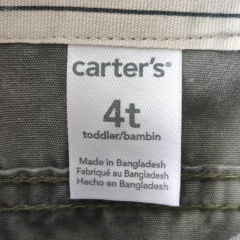 carter's®
4t
toddler/bambin
Made in Bangladesh
Fabriqué au Bangladesh
Hecho en Bangladesh